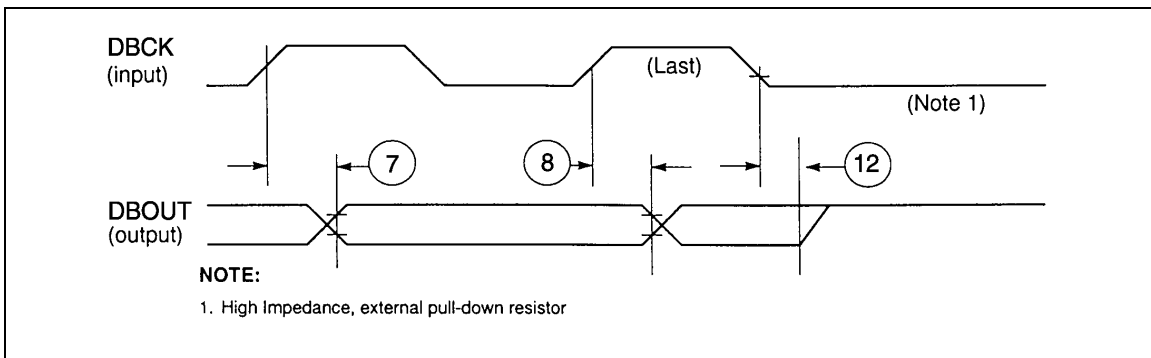 DBCK
(input)
(Last)
(Note 1)
7
8
12
DBOUT
(output)
NOTE:
1. High Impedance, external pull-down resistor